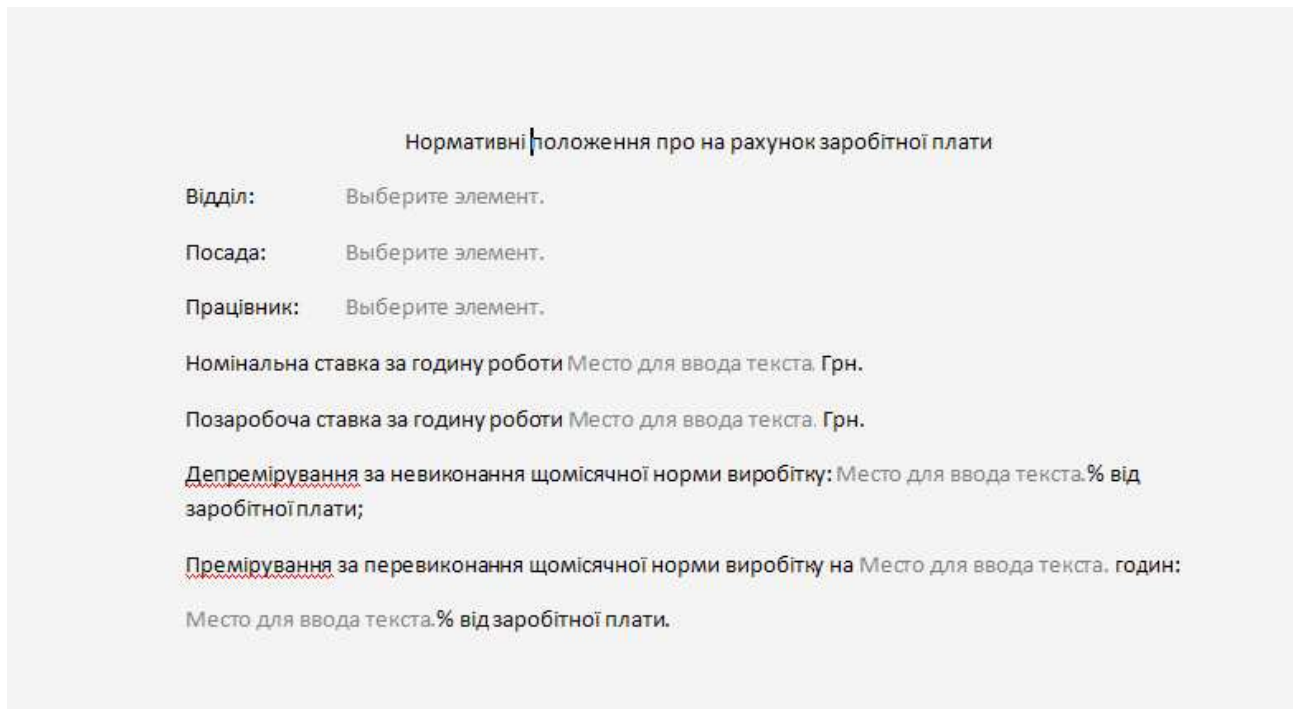 Нормативні положення про на рахунок заробітної плати
Відділ: Выберите элемент.
Посада: Выберите элемент.
Працівник: Выберите элемент.
Номінальна ставка за годину роботи Место для ввода текста. Грн.
Позаробоча ставка за годину роботи Место для ввода текста. Грн.
Депремірування за невиконання щомісячної норми виробітку: Место для ввода текста.% від
заробітної плати;
Премірування за перевиконання щомісячної норми виробітку на Место для ввода текста. годин:
Место для ввода текста.% від заробітної плати.